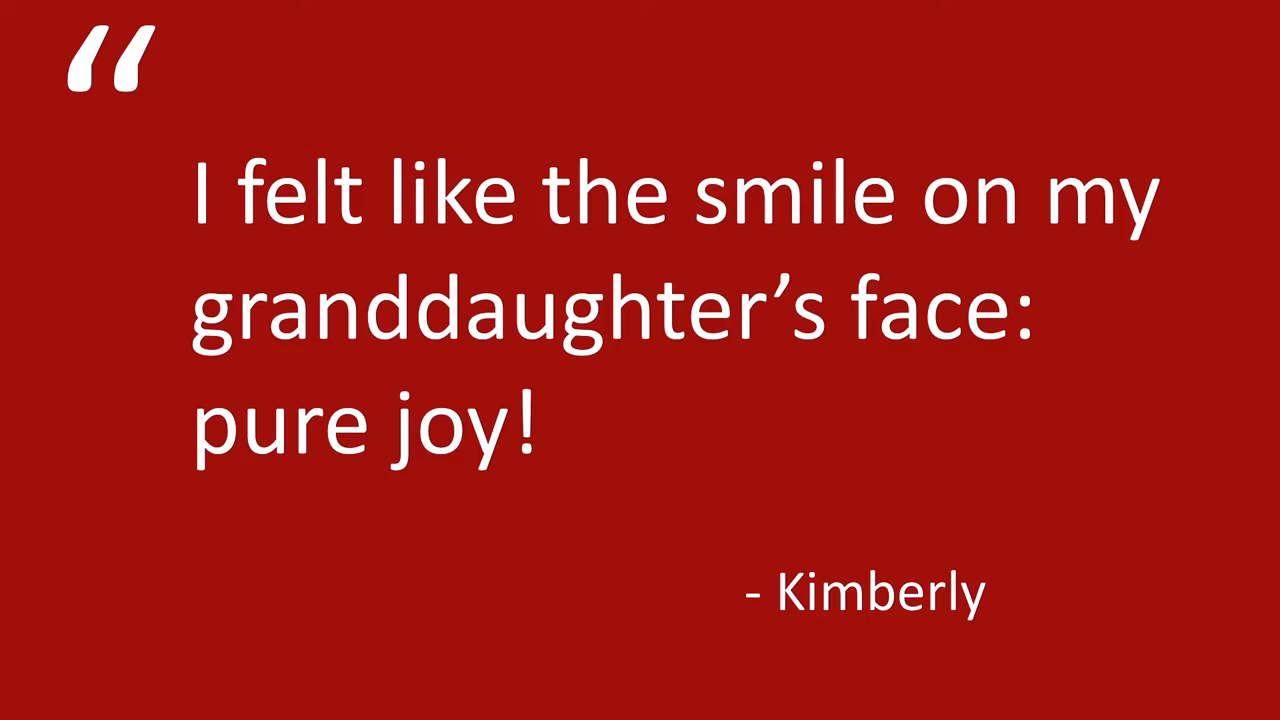 “
I felt like the smile on my
granddaughter’s face:
pure joy!
- Kimberly